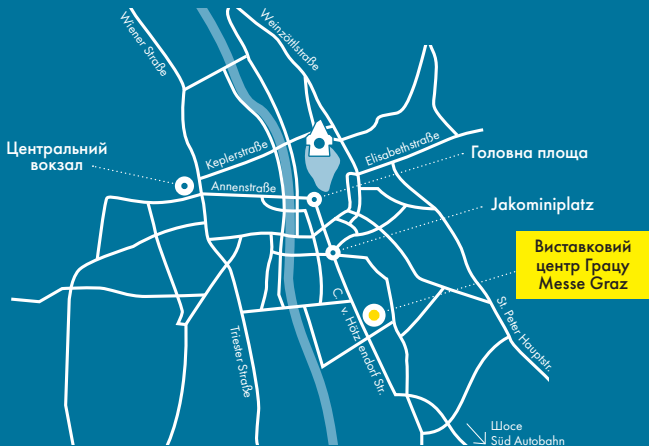 Wiener Straße
Weinzöttlstraße
Центральний
вокзал
Keplerstraße
Elisabethstraße
Головна площа
Annenstraße
Jakominiplatz
Виставковий
центр Грацу
Messe Graz
C. v. Hötzendorf Str.
St. Peter Hauptstr.
Triester Straße
Шосе
Süd Autobahn